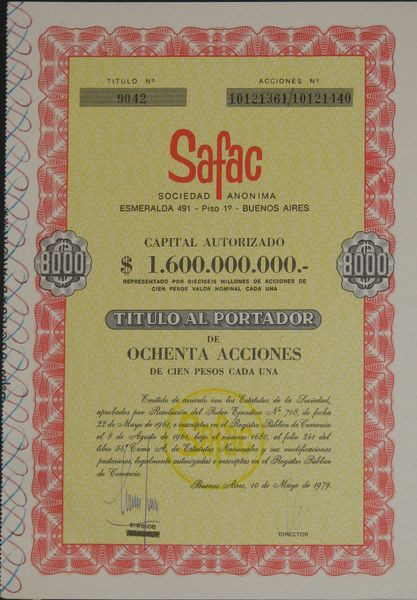 TITULO Nº
ACCIONES Nº
9042
10121361/10121440
Safac
SOCIEDAD ANONIMA
ESMERALDA 491 - Piso 1º - BUENOS AIRES
CAPITAL AUTORIZADO
$ 1.600.000.000.-
REPRESENTADO POR DIECISEIS MILLONES DE ACCIONES DE
CIEN PESOS VALOR NOMINAL CADA UNA
8000
8000
TITULO AL PORTADOR
DE
OCHENTA ACCIONES
DE CIEN PESOS CADA UNA
Emitido de acuerdo con los Estatutos de la Sociedad,
aprobados por Resolución del Poder Ejecutivo Nº 708, de fecha
22 de Mayo de 1961, e inscriptos en el Registro Público de Comercio
el 8 de Agosto de 1961, bajo el número 1680, al folio 241 del
libro 54, Tomo A, de Estatutos Nacionales y sus modificaciones
posteriores, legalmente autorizadas e inscriptas en el Registro Público
de Comercio.
Buenos Aires, 10 de Mayo de 1979.
SINDICO
DIRECTOR